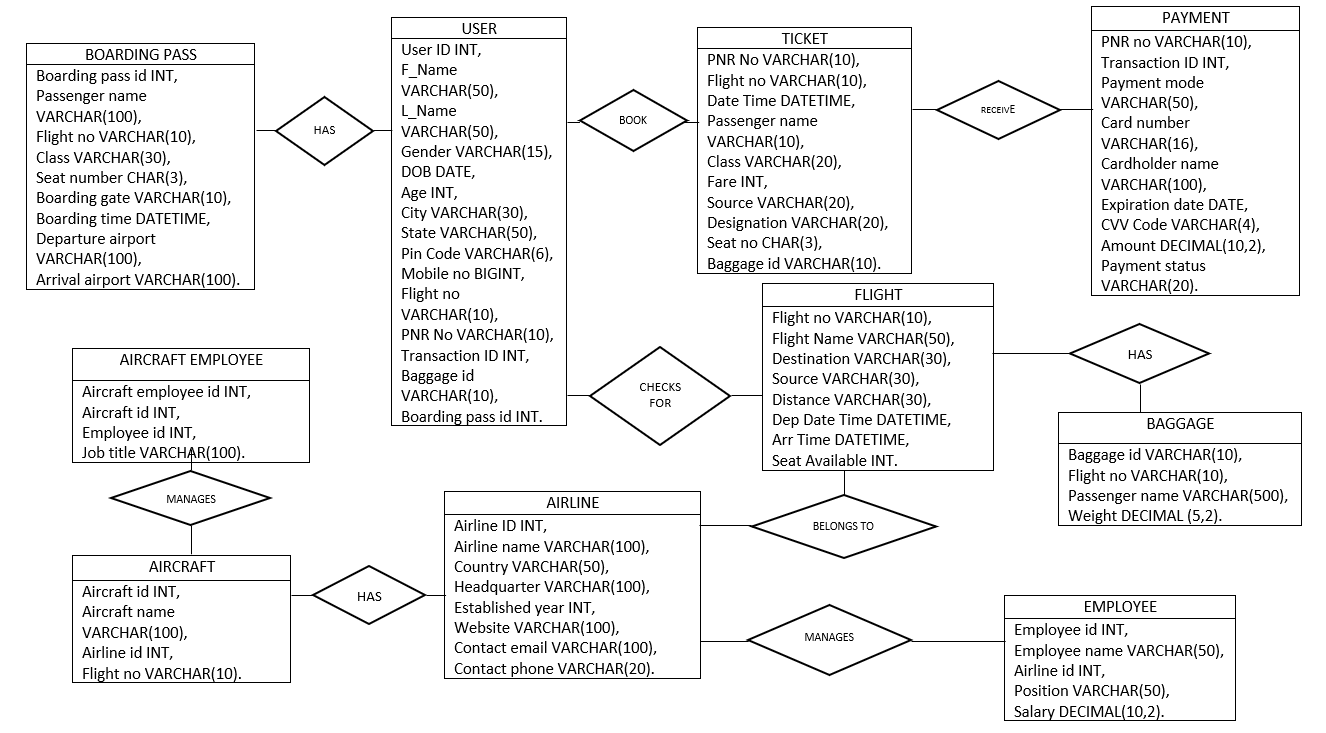 BOARDING PASS
Boarding pass id INT,
Passenger name
VARCHAR(100),
Flight no VARCHAR(10),
Class VARCHAR(30),
Seat number CHAR(3),
Boarding gate VARCHAR(10),
Boarding time DATETIME,
Departure airport
VARCHAR(100),
Arrival airport VARCHAR(100).
HAS
USER
User ID INT,
F_Name
VARCHAR(50),
L_Name
VARCHAR(50),
Gender VARCHAR(15),
DOB DATE,
Age INT,
City VARCHAR(30),
State VARCHAR(50),
Pin Code VARCHAR(6),
Mobile no BIGINT,
Flight no
VARCHAR(10),
PNR No VARCHAR(10),
Transaction ID INT,
Baggage id
VARCHAR(10),
Boarding pass id INT.
BOOK
TICKET
PNR No VARCHAR(10),
Flight no VARCHAR(10),
Date Time DATETIME,
Passenger name
VARCHAR(10),
Class VARCHAR(20),
Fare INT,
Source VARCHAR(20),
Designation VARCHAR(20),
Seat no CHAR(3),
Baggage id VARCHAR(10).
RECEIVE
PAYMENT
PNR no VARCHAR(10),
Transaction ID INT,
Payment mode
VARCHAR(50),
Card number
VARCHAR(16),
Cardholder name
VARCHAR(100),
Expiration date DATE,
CVV Code VARCHAR(4),
Amount DECIMAL(10,2),
Payment status
VARCHAR(20).
CHECKS
FOR
FLIGHT
Flight no VARCHAR(10),
Flight Name VARCHAR(50),
Destination VARCHAR(30),
Source VARCHAR(30),
Distance VARCHAR(30),
Dep Date Time DATETIME,
Arr Time DATETIME,
Seat Available INT.
HAS
BAGGAGE
Baggage id VARCHAR(10),
Flight no VARCHAR(10),
Passenger name VARCHAR(500),
Weight DECIMAL (5,2).
AIRCRAFT EMPLOYEE
Aircraft employee id INT,
Aircraft id INT,
Employee id INT,
Job title VARCHAR(100).
MANAGES
AIRCRAFT
Aircraft id INT,
Aircraft name
VARCHAR(100),
Airline id INT,
Flight no VARCHAR(10).
HAS
AIRLINE
Airline ID INT,
Airline name VARCHAR(100),
Country VARCHAR(50),
Headquarter VARCHAR(100),
Established year INT,
Website VARCHAR(100),
Contact email VARCHAR(100),
Contact phone VARCHAR(20).
BELONGS TO
MANAGES
EMPLOYEE
Employee id INT,
Employee name VARCHAR(50),
Airline id INT,
Position VARCHAR(50),
Salary DECIMAL(10,2).